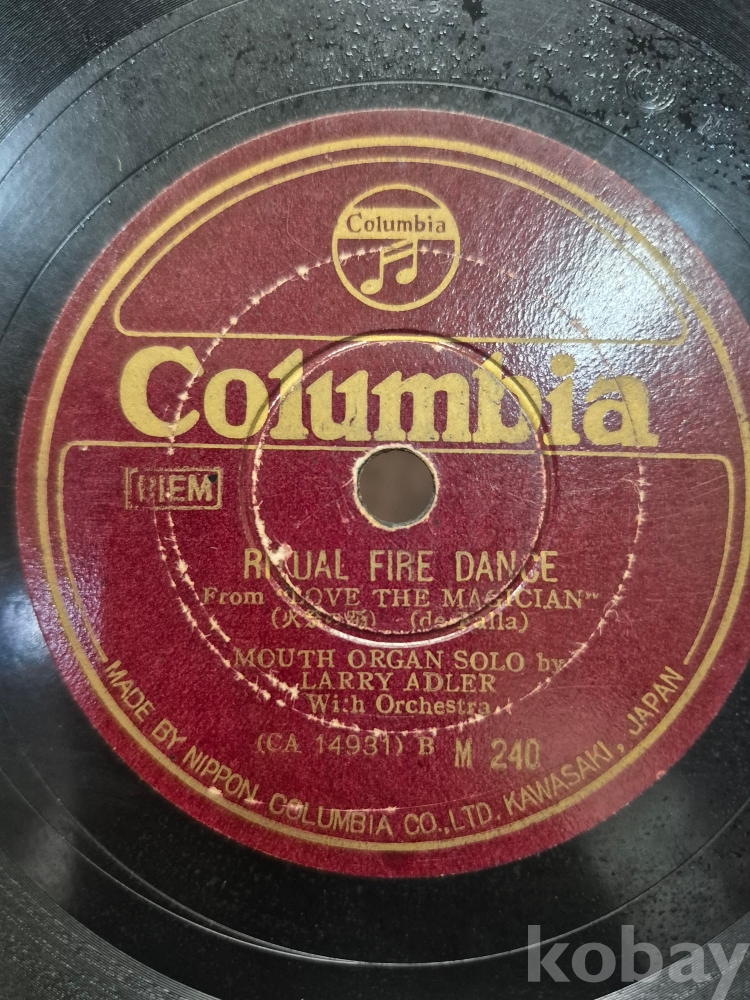 Columbia
Columbia
BIEM
RITUAL FIRE DANCE
From "LOVE THE MAGICIAN"
(de Falla)
MOUTH ORGAN SOLO by
LARRY ADLER
With Orchestra
(CA 14931) B M 240
MADE BY NIPPON COLUMBIA CO., LTD. KAWASAKI, JAPAN
kobay